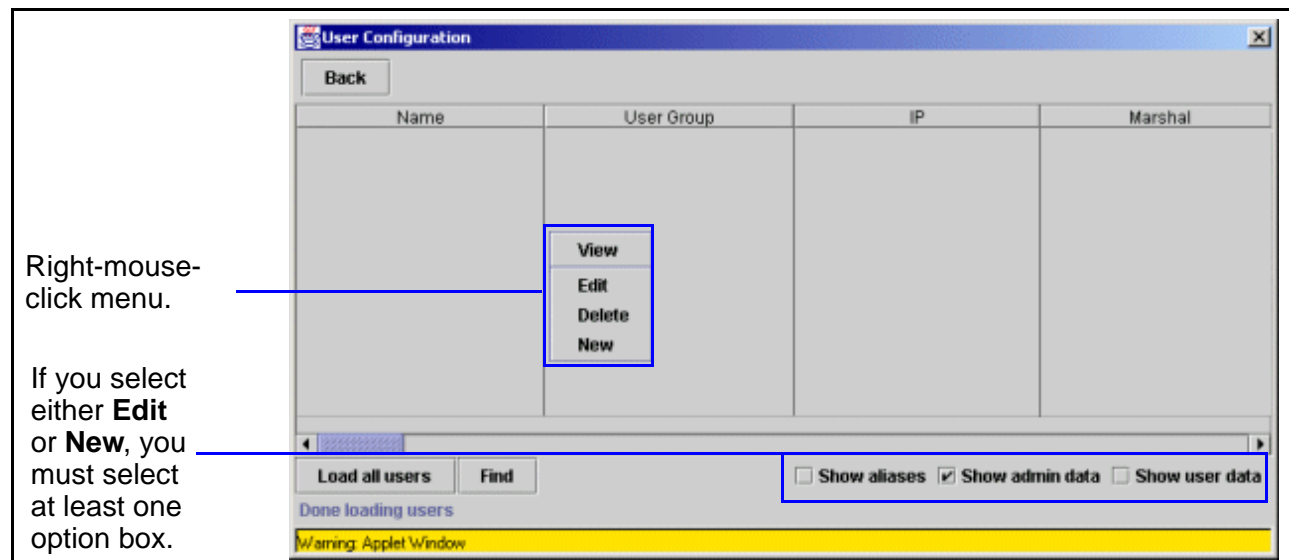 User Configuration
Back
Name User Group IP Marshal
View
Edit
Delete
New
Right-mouse-
click menu.
If you select
either Edit
or New, you
must select
at least one
option box.
Load all users Find Show aliases Show admin data Show user data
Done loading users
Warning: Applet Window